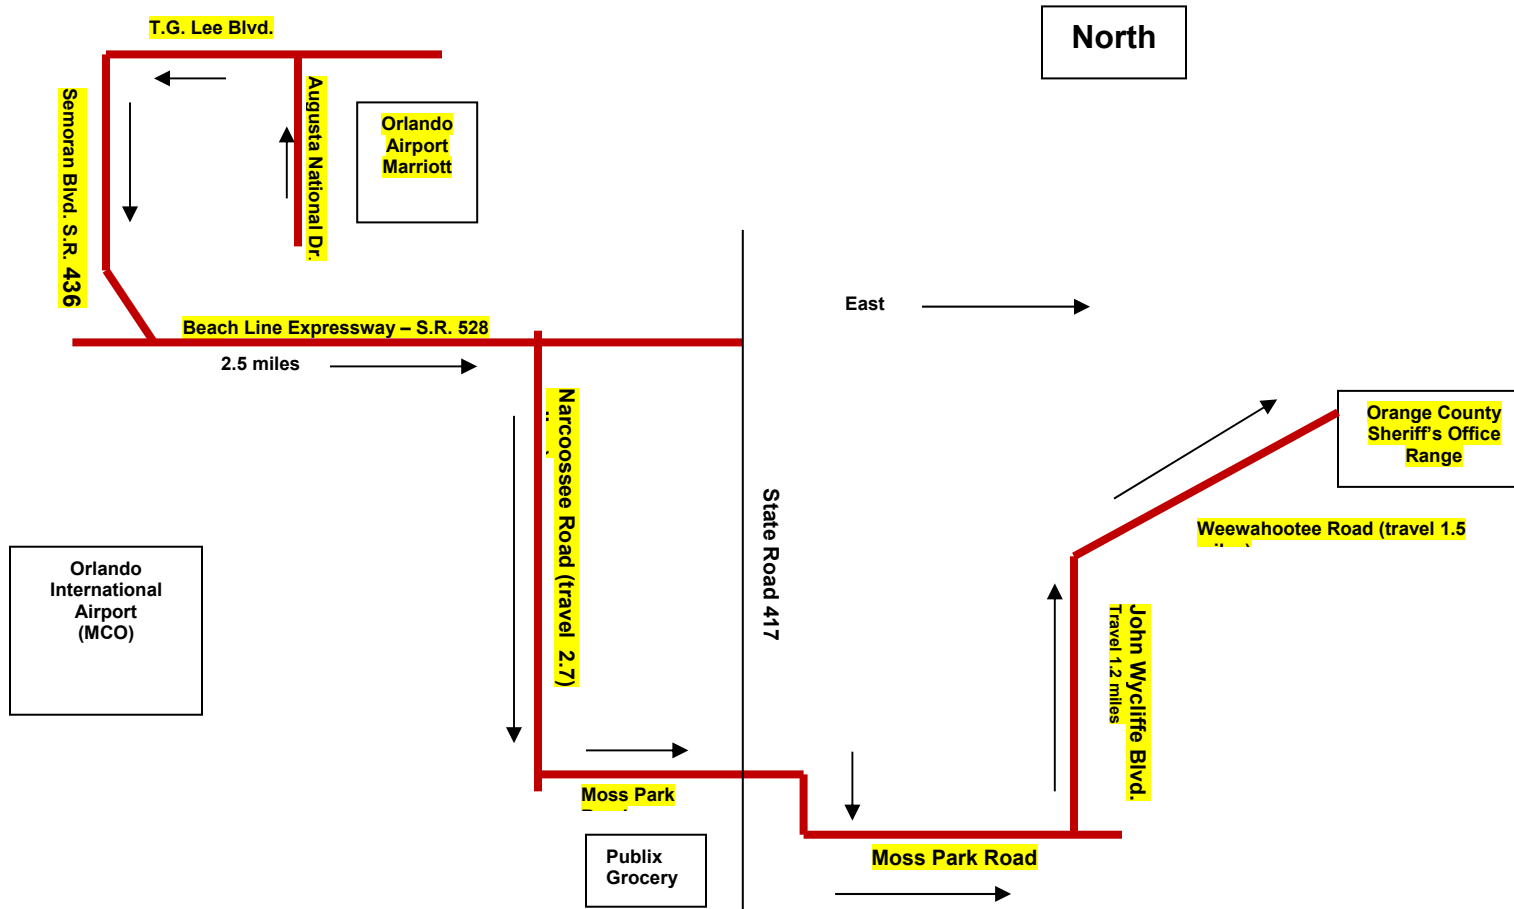 T.G. Lee Blvd.
North
Semoran Blvd. S.R. 436
Augusta National Dr.
Orlando
Airport
Marriott
East
Beach Line Expressway – S.R. 528
2.5 miles
Narcoossee Road (travel 2.7)
State Road 417
Orange County
Sheriff's Office
Range
Weewahootee Road (travel 1.5
Orlando
International
Airport
(MCO)
John Wycliffe Blvd.
Travel 1.2 miles
Moss Park
Publix
Grocery
Moss Park Road